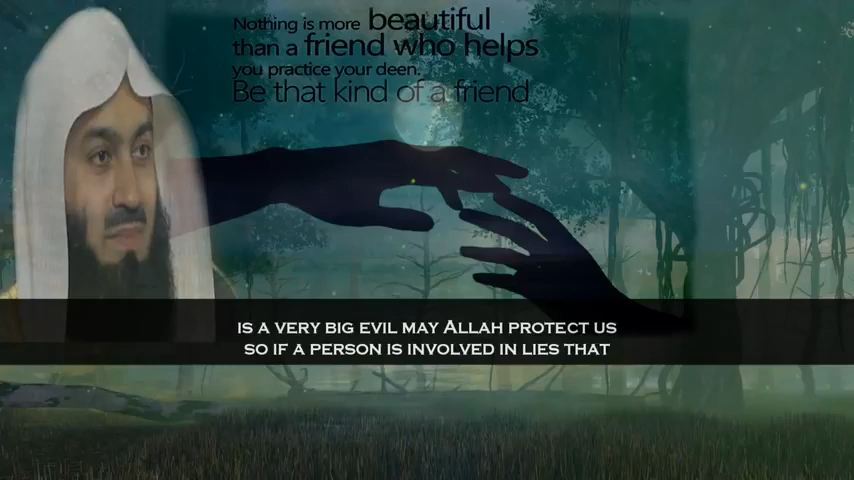 Nothing is more beautiful
than a friend who helps
you practice your deen.
Be that kind of a friend
IS A VERY BIG EVIL MAY ALLAH PROTECT US
SO IF A PERSON IS INVOLVED IN LIES THAT